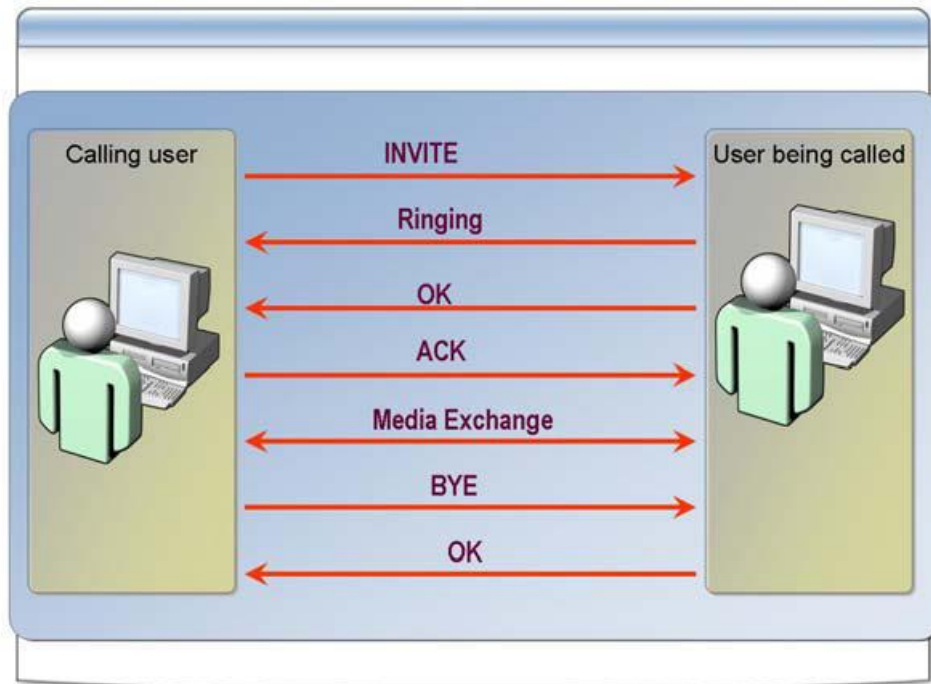 Calling user
User being called
INVITE
Ringing
OK
ACK
Media Exchange
BYE
OK